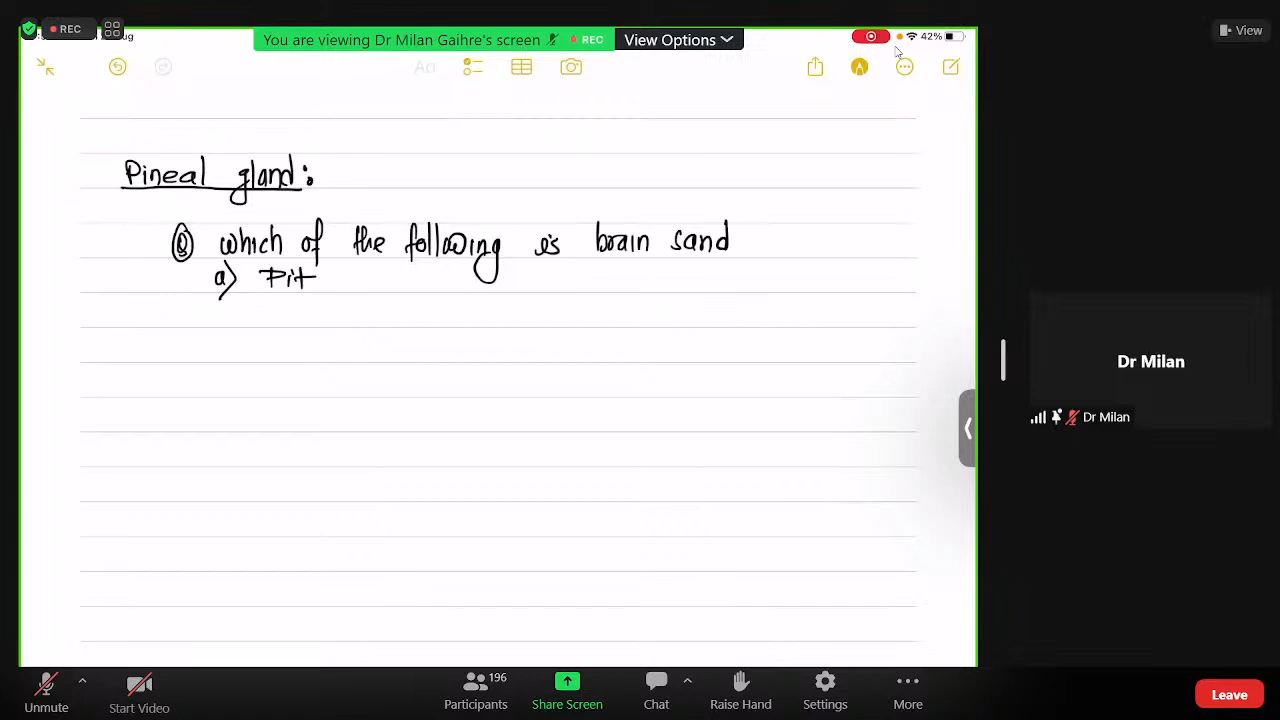 REC
You are viewing Dr Milan Gaihre's screen REC View Options
42%
View
Pineal gland:
Q which of the following is brain sand
a) Pit
Dr Milan
Dr Milan
Unmute
Start Video
196
Participants
Share Screen
Chat
Raise Hand
Settings
More
Leave